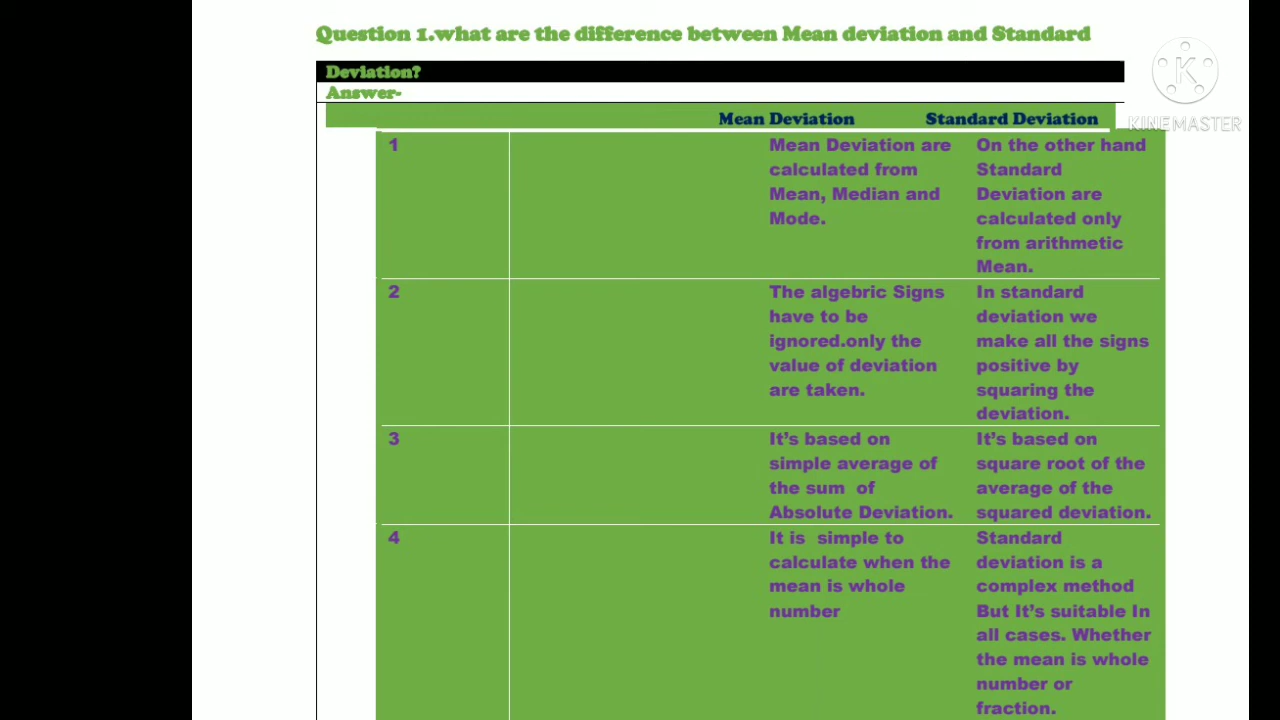 Question 1.what are the difference between Mean deviation and Standard
Deviation?
Answer-
Mean Deviation Standard Deviation
KINEMASTER
1
Mean Deviation are
calculated from
Mean, Median and
Mode.
On the other hand
Standard
Deviation are
calculated only
from arithmetic
Mean.
2
The algebric Signs
have to be
ignored.only the
value of deviation
are taken.
In standard
deviation we
make all the signs
positive by
squaring the
deviation.
3
It’s based on
simple average of
the sum of
Absolute Deviation.
It’s based on
square root of the
average of the
squared deviation.
4
It is simple to
calculate when the
mean is whole
number
Standard
deviation is a
complex method
But It’s suitable In
all cases. Whether
the mean is whole
number or
fraction.